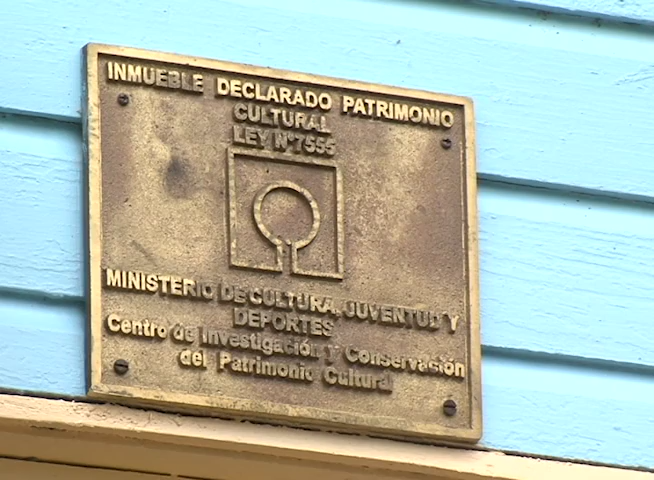 INMUEBLE DECLARADO PATRIMONIO
CULTURAL
LEY Nº7555
MINISTERIO DE CULTURA, JUVENTUD Y
DEPORTES
Centro de Investigación y Conservación
del Patrimonio Cultural